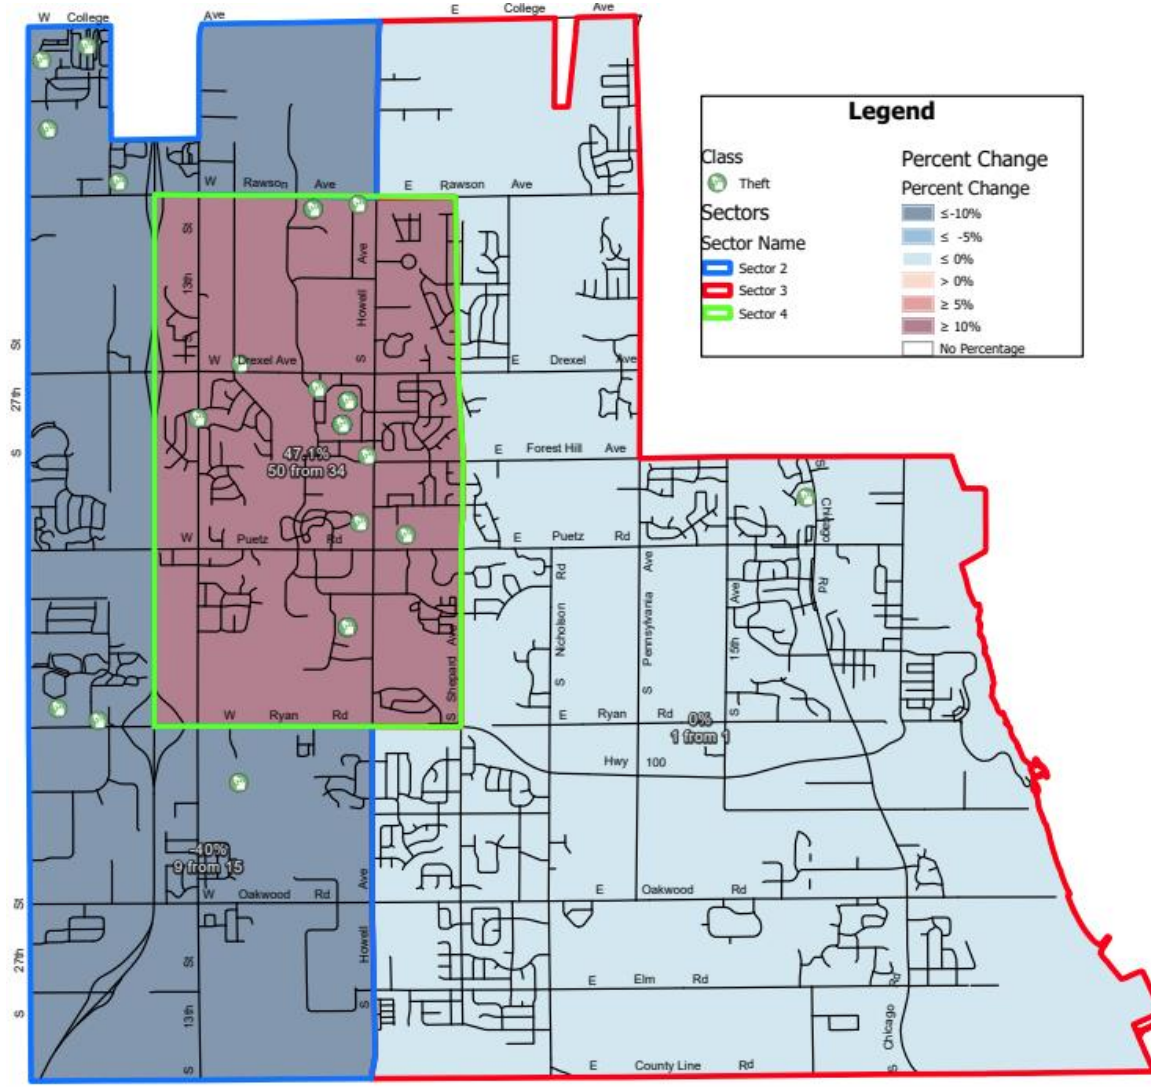 W College Ave
E College Ave
Legend
Class
Theft
Sectors
Sector Name
Sector 2
Sector 3
Sector 4
Percent Change
Percent Change
≤-10%
≤ -5%
≤ 0%
> 0%
≥ 5%
≥ 10%
No Percentage
W Rawson Ave
E Rawson Ave
S 13th St
S Howell Ave
S 27th St
W Drexel Ave
E Drexel Ave
47.1%
50 from 34
E Forest Hill Ave
W Puetz Rd
E Puetz Rd
S Chicago Rd
S Nicholson Rd
S Pennsylvania Ave
S 15th Ave
S Shepard Ave
W Ryan Rd
E Ryan Rd
0%
1 from 1
Hwy 100
-40%
9 from 15
W Oakwood Rd
E Oakwood Rd
S 27th St
S 13th St
S Howell Ave
E Elm Rd
S Chicago Rd
E County Line Rd